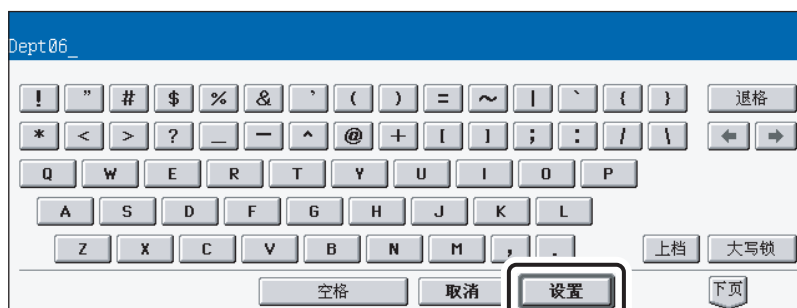 Dept06_
! " # $ % & ' ( ) = ~ | ` { } 退格
* < > ? _ - ^ @ + [ ] ; : / \ ← →
Q W E R T Y U I O P
A S D F G H J K L
Z X C V B N M , . 上档 大写锁
空格 取消 设置 下页